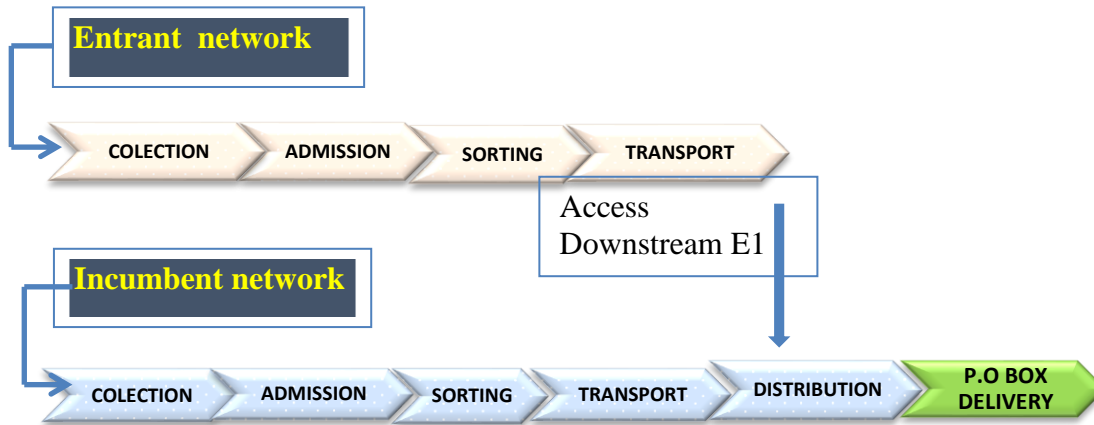 Entrant network
COLECTION
ADMISSION
SORTING
TRANSPORT
Access
Downstream E1
Incumbent network
COLECTION
ADMISSION
SORTING
TRANSPORT
DISTRIBUTION
P.O BOX
DELIVERY